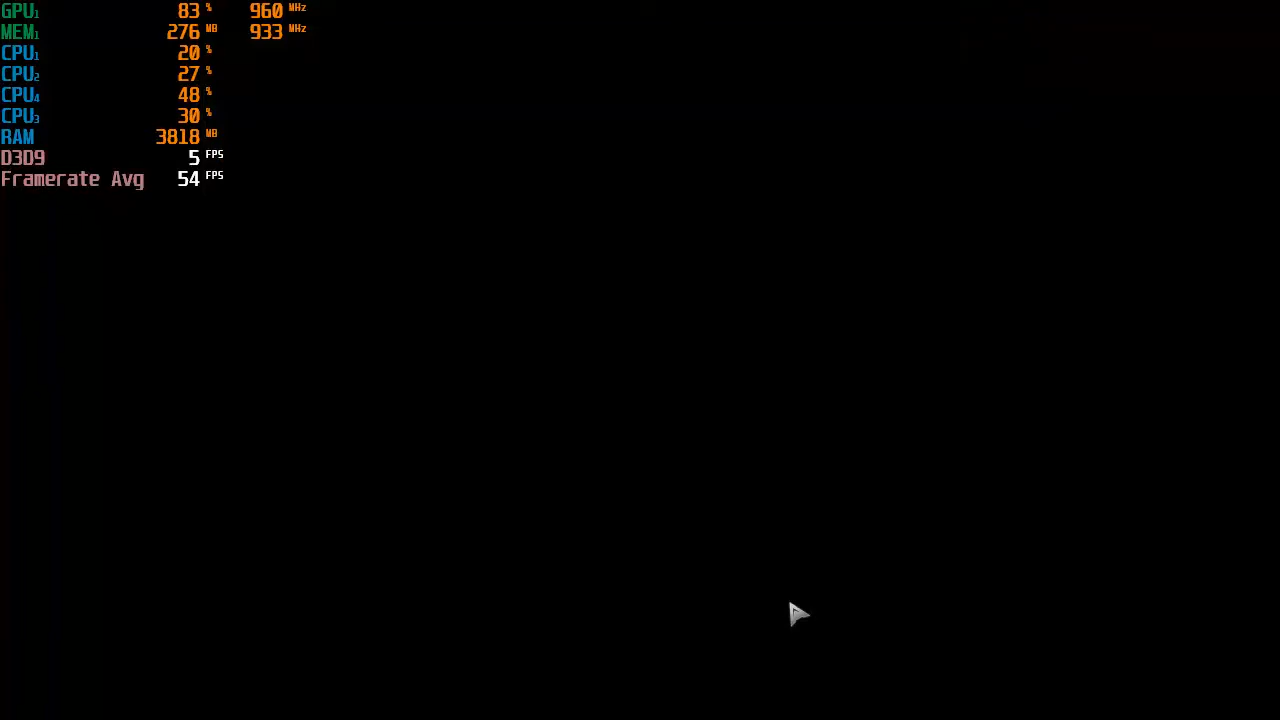 GPU1 83 % 960 MHz
MEM1 276 MB 933 MHz
CPU1 20 %
CPU2 27 %
CPU4 48 %
CPU3 30 %
RAM 3818 MB
D3D9 5 FPS
Framerate Avg 54 FPS